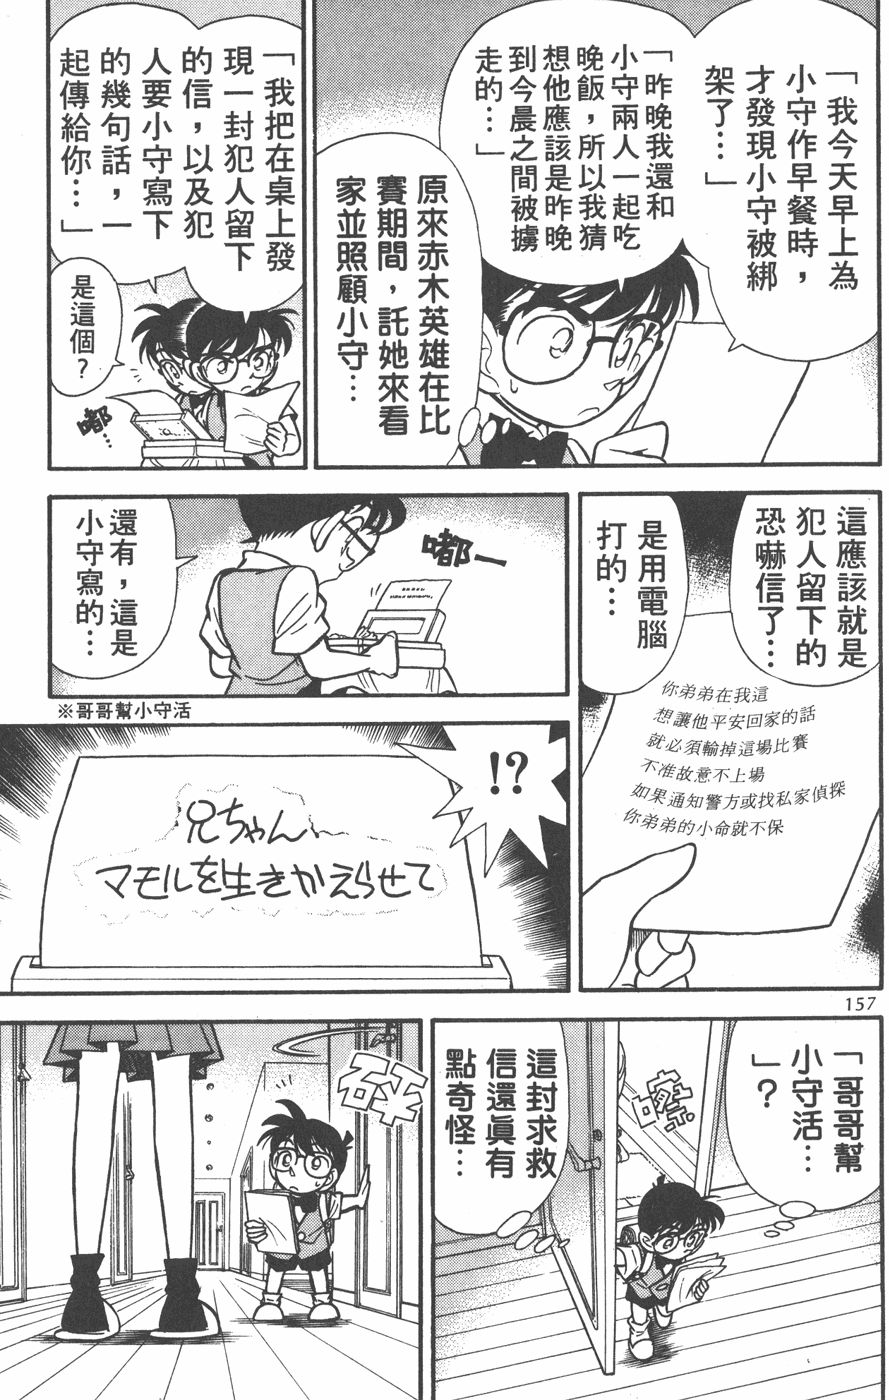 「我今天早上為
小守作早餐時，
才發現小守被綁
架了…」
「昨晚我還和
小守兩人一起吃
晚飯，所以我猜
想他應該是昨晚
到今晨之間被擄
走的…」
原來赤木英雄在比
賽期間，託她來看
家並照顧小守…
「我把在桌上發
現一封犯人留下
的信，以及犯
人要小守寫下
的幾句話，一
起傳給你…」
是這個？
嘟…
這應該就是
犯人留下的
恐嚇信了…
是用電腦
打的…
你弟弟在我這
想讓他平安回家的話
就必須輸掉這場比賽
不准故意不上場
如果通知警方或找私家偵探
你弟弟的小命就不保
嘟—
還有，這是
小守寫的…
※哥哥幫小守活
!?
兄ちゃん
マモルを生きかえらせて
157
「哥哥幫
小守活…
」？
這封求救
信還真有
點奇怪…
砰